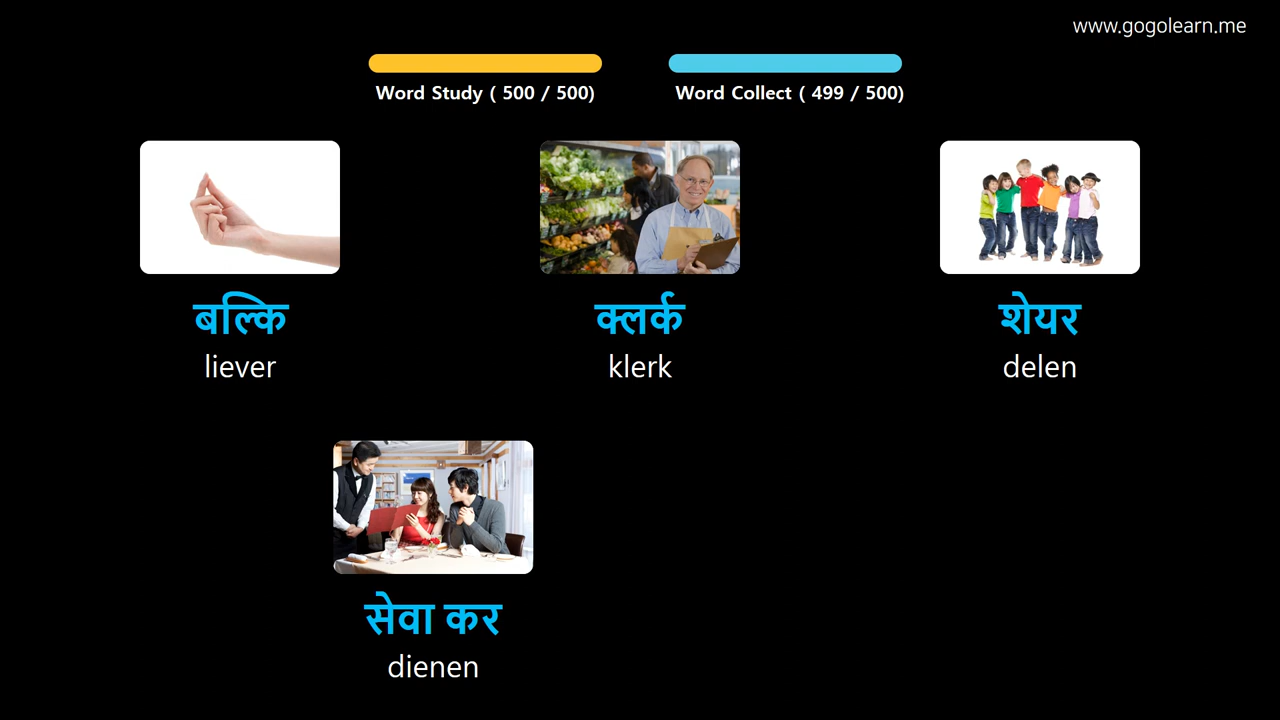 www.gogolearn.me
Word Study ( 500 / 500)
Word Collect ( 499 / 500)
बल्कि
liever
क्लर्क
klerk
शेयर
delen
सेवा कर
dienen